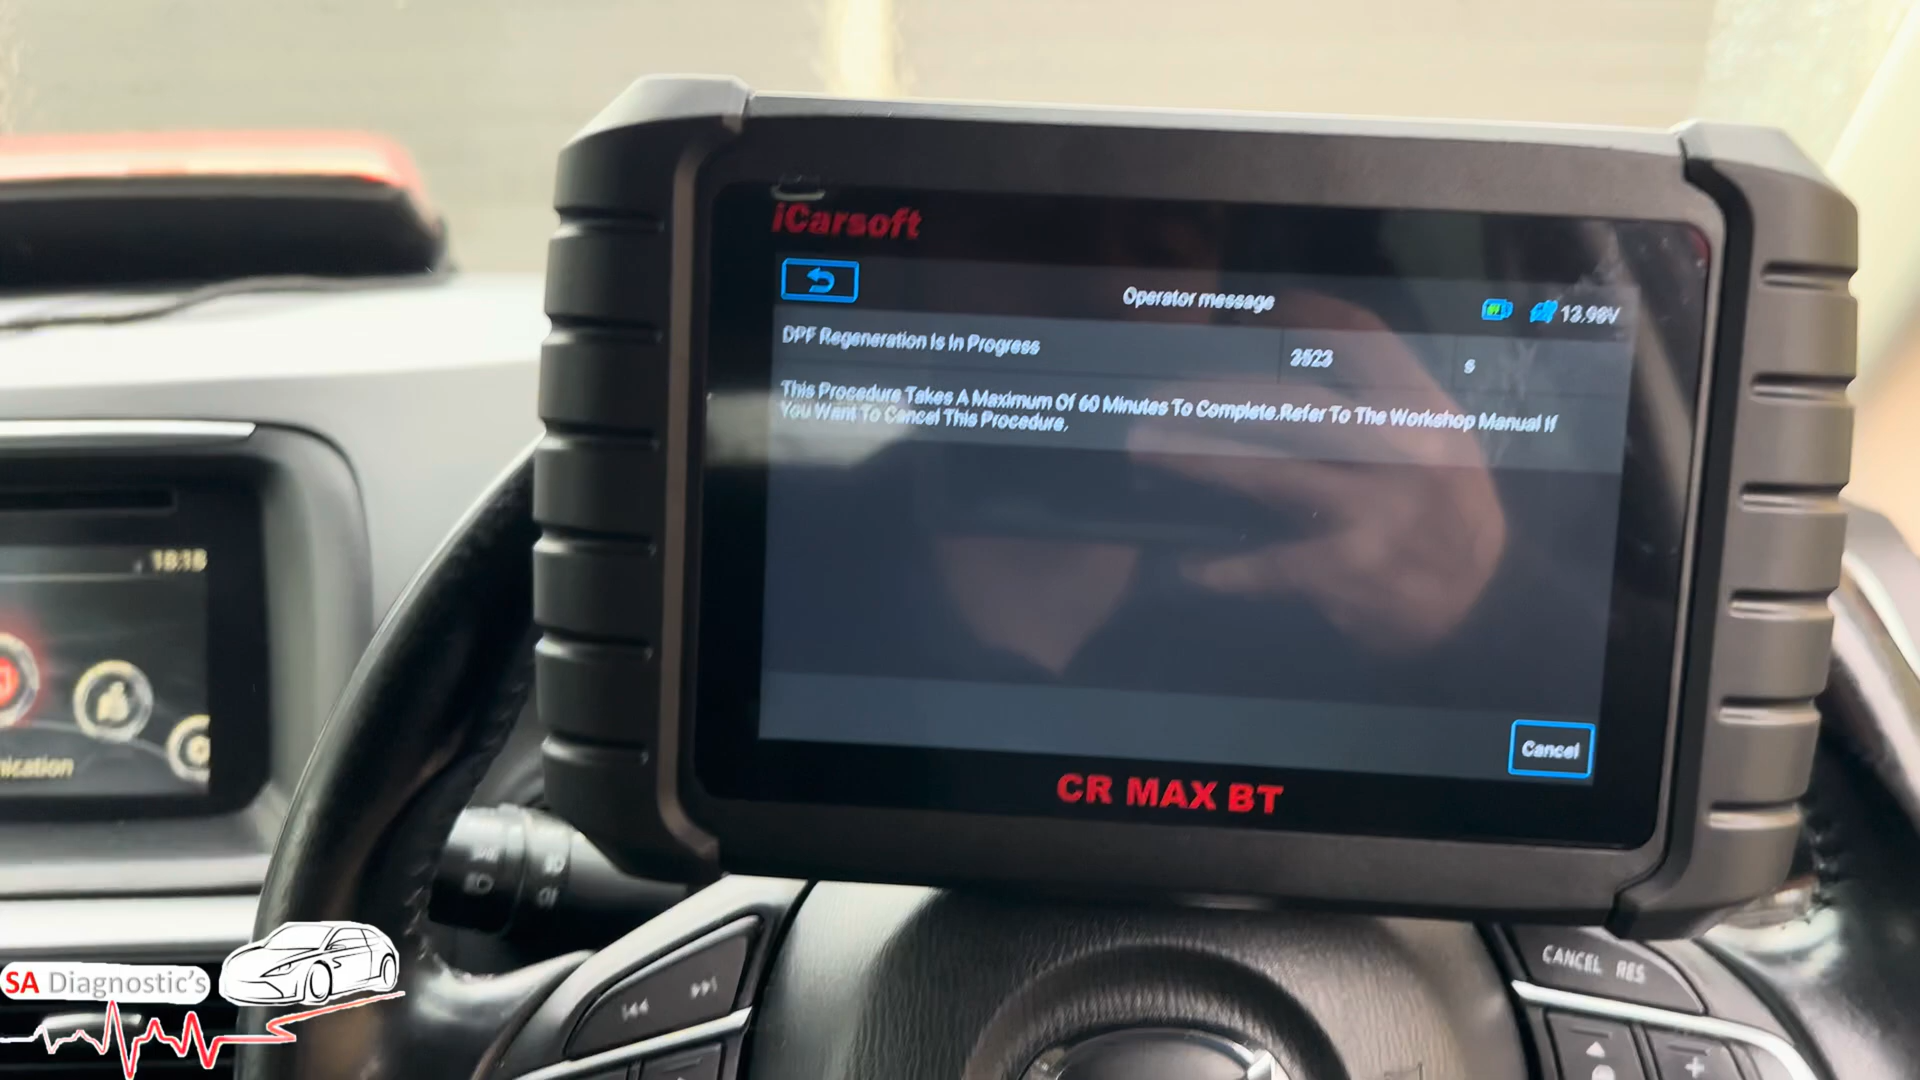 iCarsoft
Operator message
13.98V
DPF Regeneration Is In Progress
s
This Procedure Takes A Maximum Of 60 Minutes To Complete.Refer To The Workshop Manual If
You Want To Cancel This Procedure.
Cancel
CR MAX BT
ication
CANCEL RES
SA Diagnostic's